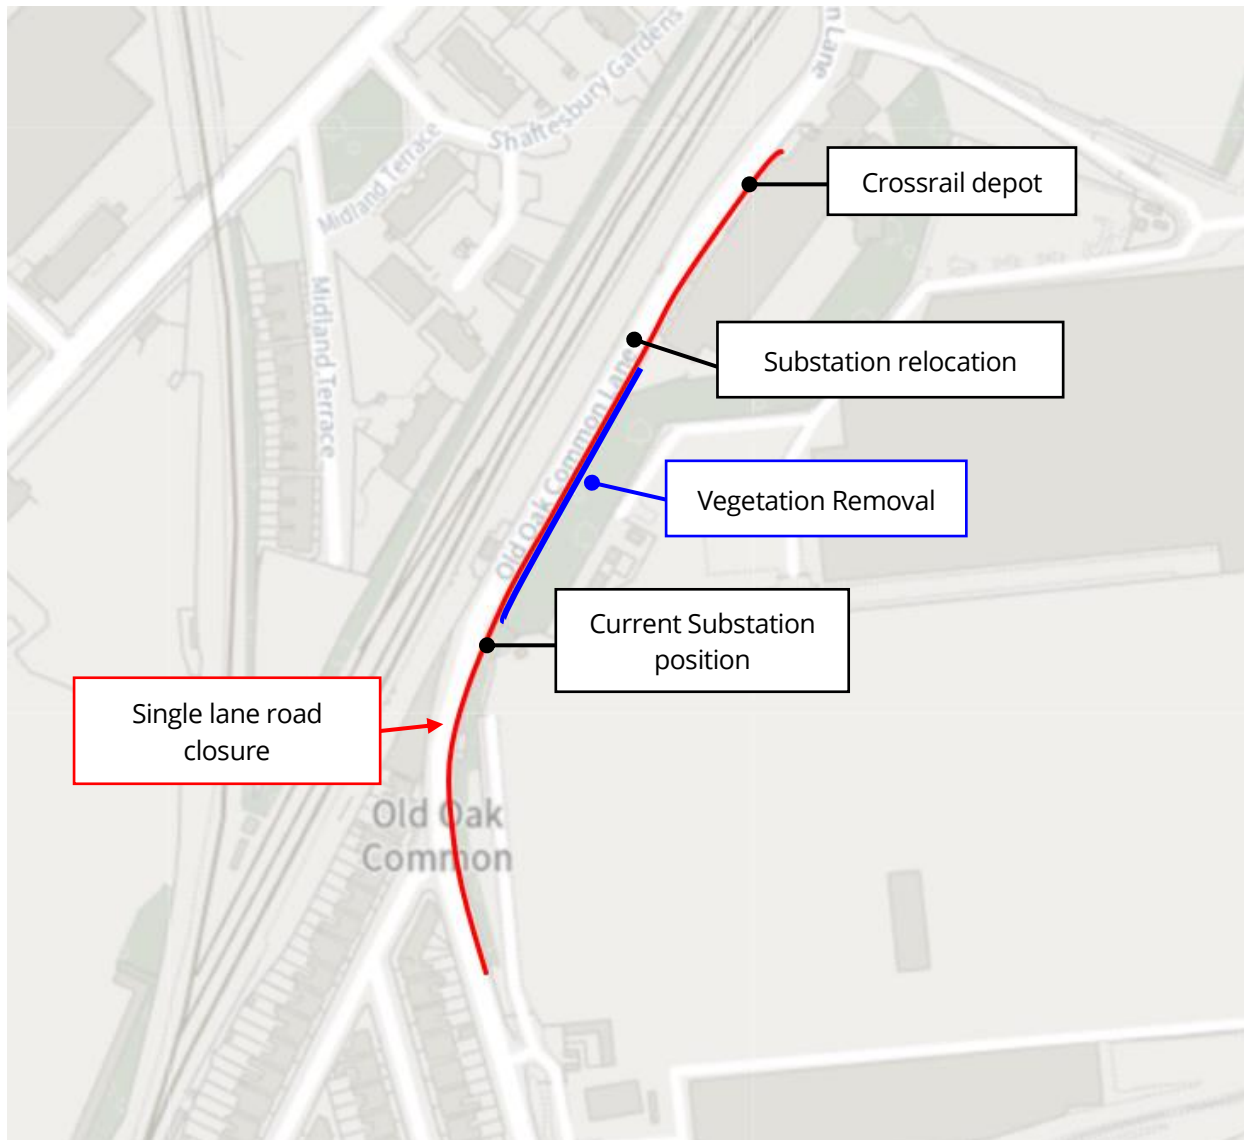 n Lane
Shaftesbury Gardens
Midland Terrace
Crossrail depot
Midland Terrace
Substation relocation
Old Oak Common Lane
Vegetation Removal
Current Substation
position
Single lane road
closure
Old Oak
Common